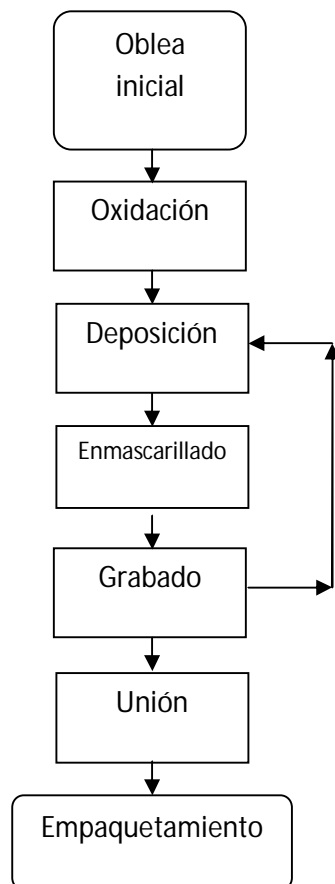 Oblea
inicial
Oxidación
Deposición
Enmascarillado
Grabado
Unión
Empaquetamiento